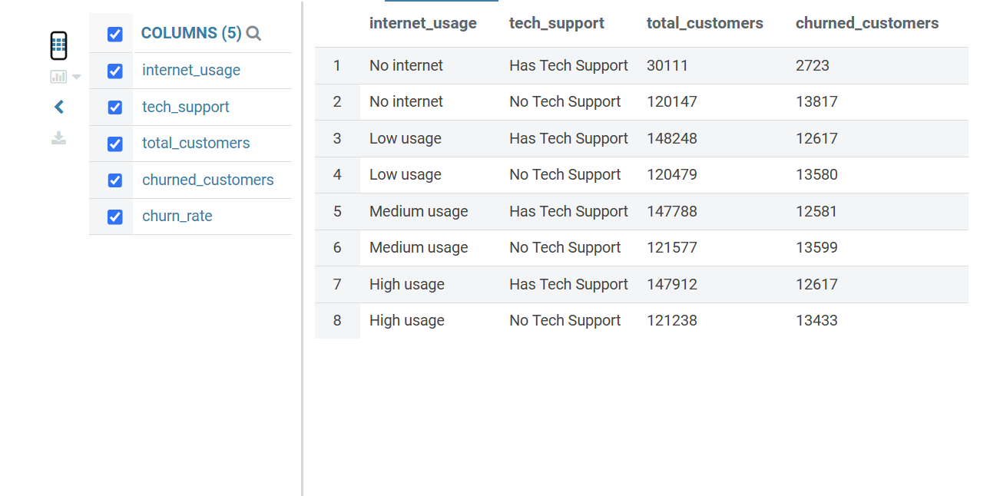 COLUMNS (5)
internet_usage
tech_support
total_customers
churned_customers
churn_rate
internet_usage tech_support total_customers churned_customers
1 No internet Has Tech Support 30111 2723
2 No internet No Tech Support 120147 13817
3 Low usage Has Tech Support 148248 12617
4 Low usage No Tech Support 120479 13580
5 Medium usage Has Tech Support 147788 12581
6 Medium usage No Tech Support 121577 13599
7 High usage Has Tech Support 147912 12617
8 High usage No Tech Support 121238 13433